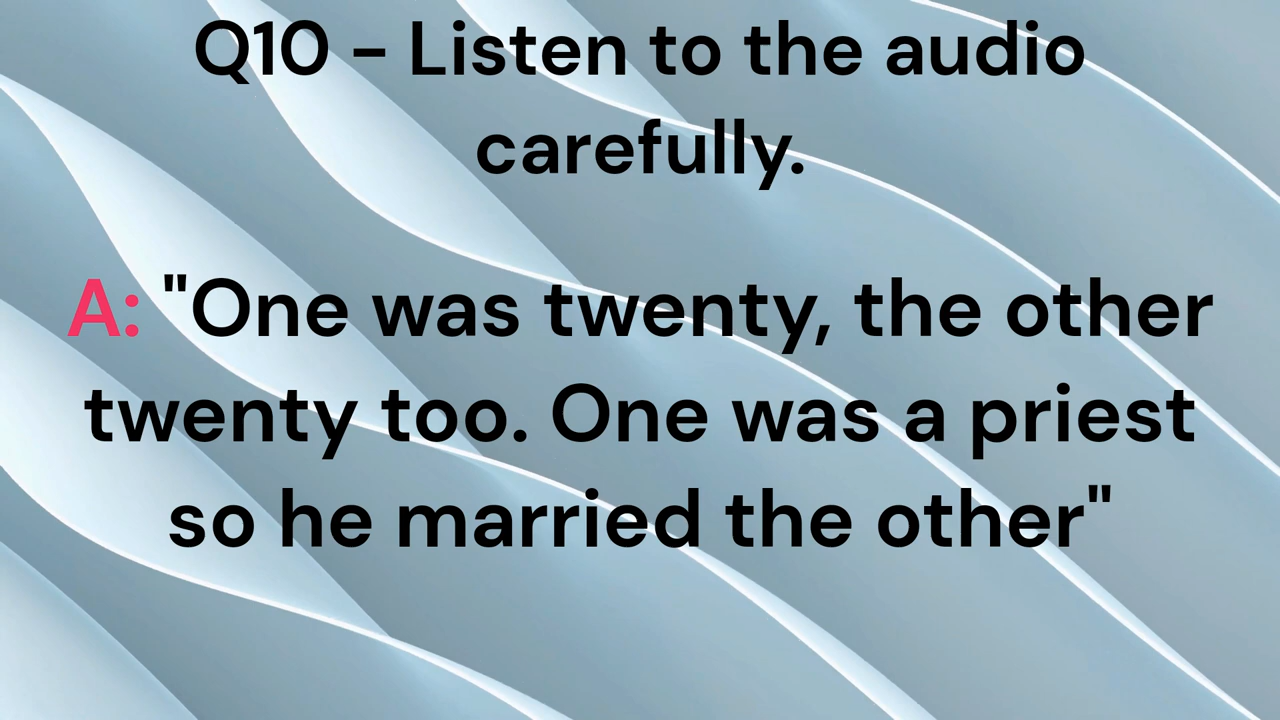 Q10 – Listen to the audio
carefully.
A: "One was twenty, the other
twenty too. One was a priest
so he married the other"